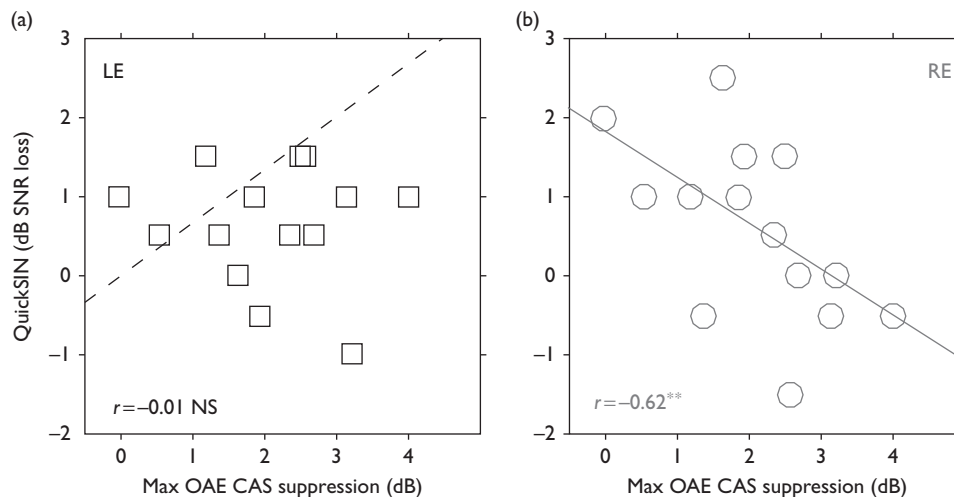 (a)
3
2
1
0
−1
−2
QuickSIN (dB SNR loss)
LE
r=−0.01 NS
0 1 2 3 4
Max OAE CAS suppression (dB)
(b)
3
2
1
0
−1
−2
RE
r=−0.62**
0 1 2 3 4
Max OAE CAS suppression (dB)